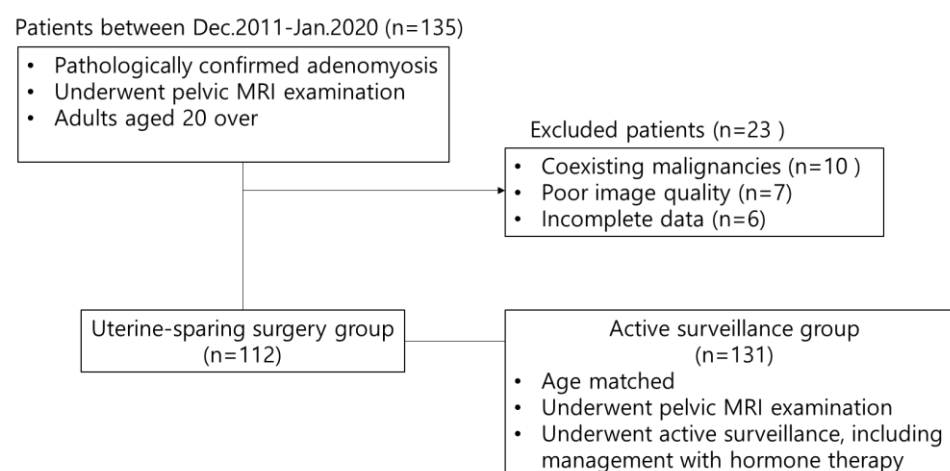 Patients between Dec.2011-Jan.2020 (n=135)
• Pathologically confirmed adenomyosis
• Underwent pelvic MRI examination
• Adults aged 20 over
Excluded patients (n=23 )
• Coexisting malignancies (n=10 )
• Poor image quality (n=7)
• Incomplete data (n=6)
Uterine-sparing surgery group
(n=112)
Active surveillance group
(n=131)
• Age matched
• Underwent pelvic MRI examination
• Underwent active surveillance, including
management with hormone therapy